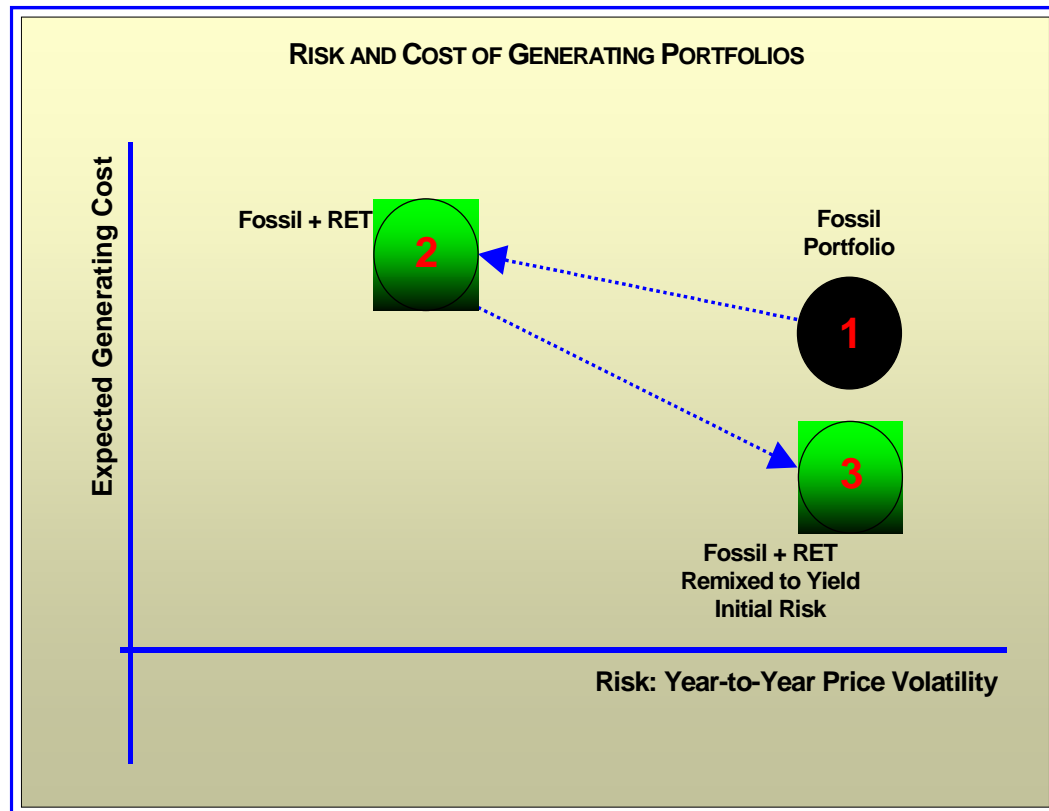 RISK AND COST OF GENERATING PORTFOLIOS
Expected Generating Cost
Fossil + RET
2
Fossil
Portfolio
1
3
Fossil + RET
Remixed to Yield
Initial Risk
Risk: Year-to-Year Price Volatility